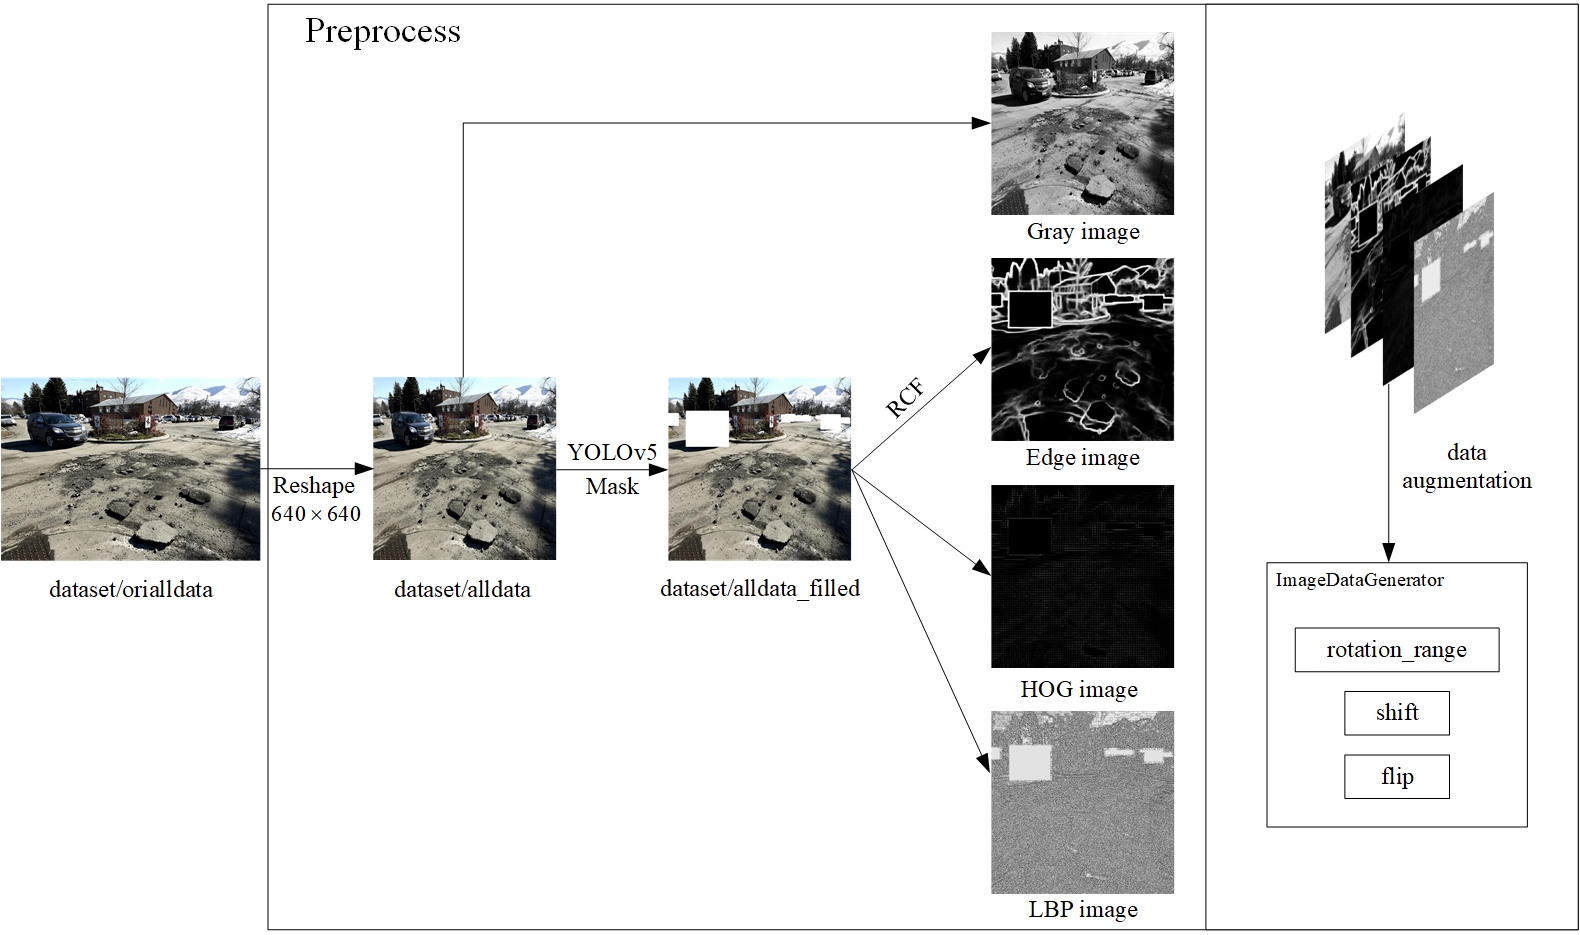 Preprocess
Gray image
RCF
Edge image
YOLOv5
Mask
Reshape
640 × 640
dataset/orialldata
dataset/alldata
dataset/alldata_filled
HOG image
LBP image
data
augmentation
ImageDataGenerator
rotation_range
shift
flip